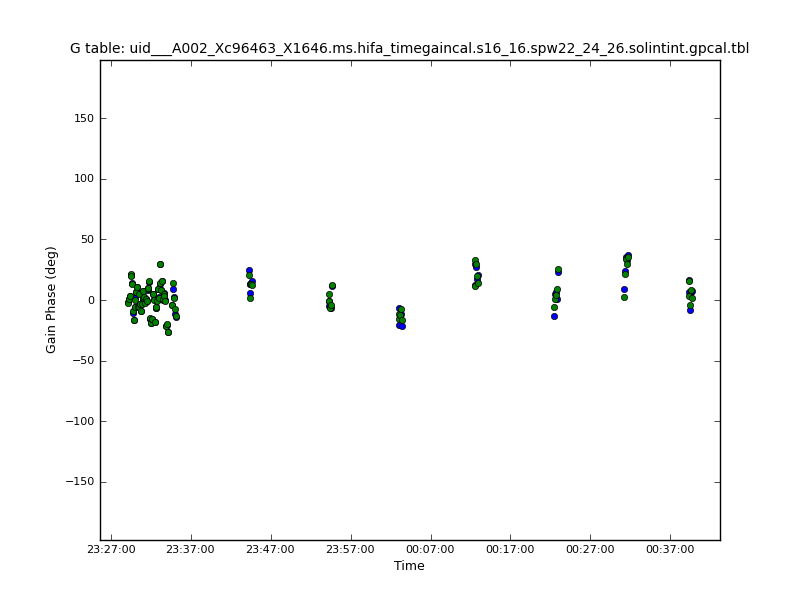 G table: uid___A002_Xc96463_X1646.ms.hifa_timegaincal.s16_16.spw22_24_26.solintint.gpcal.tbl
150
100
50
0
−50
−100
−150
Gain Phase (deg)
23:27:00 23:37:00 23:47:00 23:57:00 00:07:00 00:17:00 00:27:00 00:37:00
Time